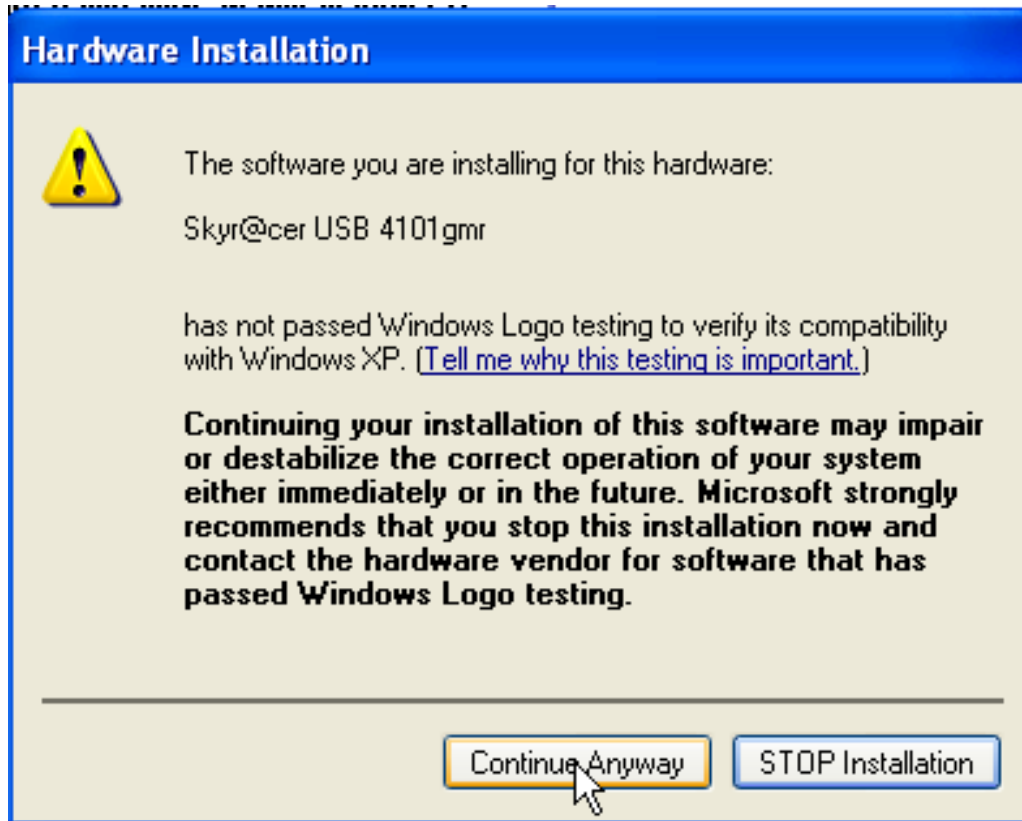 Hardware Installation
The software you are installing for this hardware:
Skyr@cer USB 4101gmr
has not passed Windows Logo testing to verify its compatibility
with Windows XP. (Tell me why this testing is important.)
Continuing your installation of this software may impair
or destabilize the correct operation of your system
either immediately or in the future. Microsoft strongly
recommends that you stop this installation now and
contact the hardware vendor for software that has
passed Windows Logo testing.
Continue Anyway
STOP Installation